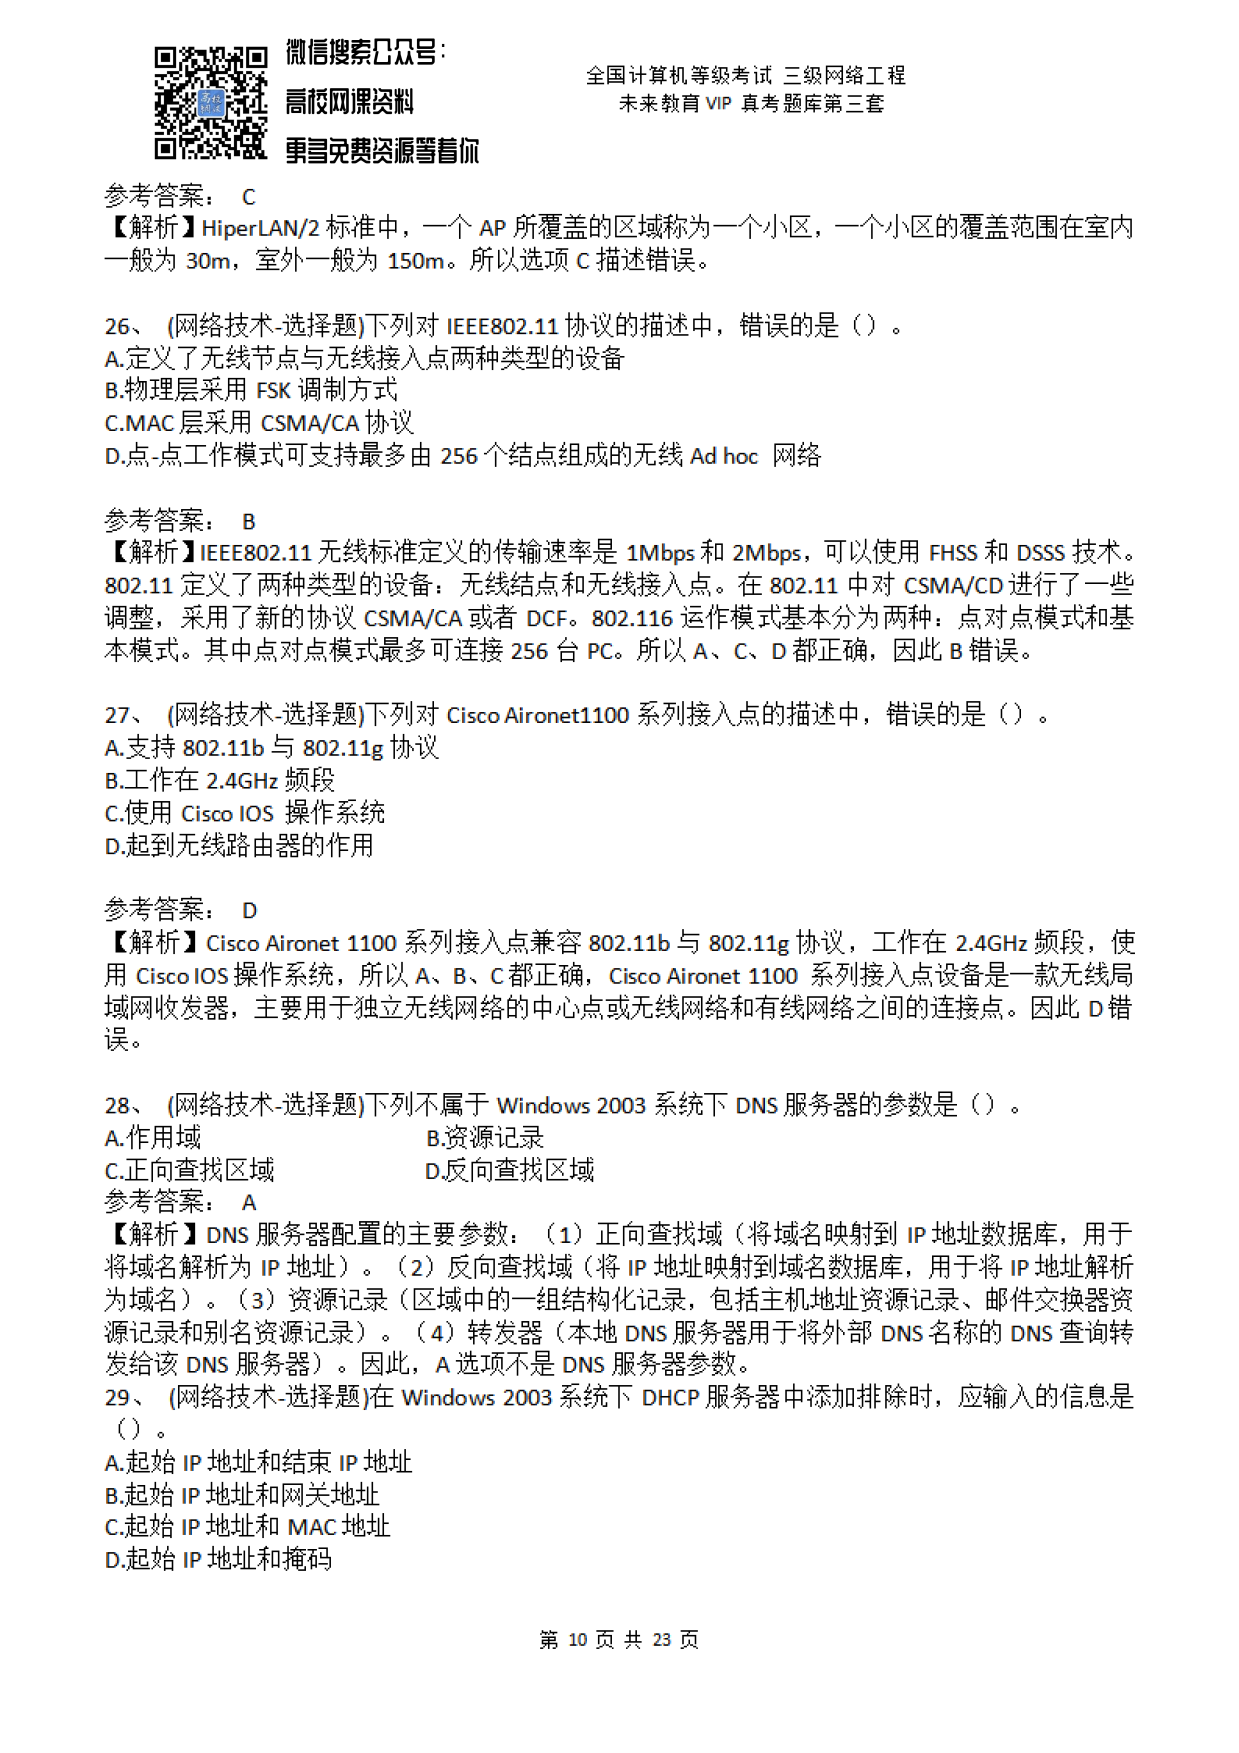 微信搜索公众号：
高校网课资料
更多免费资源等着你
全国计算机等级考试 三级网络工程
未来教育 VIP 真考题库第三套
参考答案： C
【解析】HiperLAN/2 标准中，一个 AP 所覆盖的区域称为一个小区，一个小区的覆盖范围在室内
一般为 30m，室外一般为 150m。所以选项 C 描述错误。
26、 (网络技术-选择题)下列对 IEEE802.11 协议的描述中，错误的是（）。
A.定义了无线节点与无线接入点两种类型的设备
B.物理层采用 FSK 调制方式
C.MAC 层采用 CSMA/CA 协议
D.点-点工作模式可支持最多由 256 个结点组成的无线 Ad hoc 网络
参考答案： B
【解析】IEEE802.11 无线标准定义的传输速率是 1Mbps 和 2Mbps，可以使用 FHSS 和 DSSS 技术。
802.11 定义了两种类型的设备：无线结点和无线接入点。在 802.11 中对 CSMA/CD 进行了一些
调整，采用了新的协议 CSMA/CA 或者 DCF。802.116 运作模式基本分为两种：点对点模式和基
本模式。其中点对点模式最多可连接 256 台 PC。所以 A、C、D 都正确，因此 B 错误。
27、 (网络技术-选择题)下列对 Cisco Aironet1100 系列接入点的描述中，错误的是（）。
A.支持 802.11b 与 802.11g 协议
B.工作在 2.4GHz 频段
C.使用 Cisco IOS 操作系统
D.起到无线路由器的作用
参考答案： D
【解析】Cisco Aironet 1100 系列接入点兼容 802.11b 与 802.11g 协议，工作在 2.4GHz 频段，使
用 Cisco IOS 操作系统，所以 A、B、C 都正确，Cisco Aironet 1100 系列接入点设备是一款无线局
域网收发器，主要用于独立无线网络的中心点或无线网络和有线网络之间的连接点。因此 D 错
误。
28、 (网络技术-选择题)下列不属于 Windows 2003 系统下 DNS 服务器的参数是（）。
A.作用域 B.资源记录
C.正向查找区域 D.反向查找区域
参考答案： A
【解析】DNS 服务器配置的主要参数：（1）正向查找域（将域名映射到 IP 地址数据库，用于
将域名解析为 IP 地址）。（2）反向查找域（将 IP 地址映射到域名数据库，用于将 IP 地址解析
为域名）。（3）资源记录（区域中的一组结构化记录，包括主机地址资源记录、邮件交换器资
源记录和别名资源记录）。（4）转发器（本地 DNS 服务器用于将外部 DNS 名称的 DNS 查询转
发给该 DNS 服务器）。因此，A 选项不是 DNS 服务器参数。
29、 (网络技术-选择题)在 Windows 2003 系统下 DHCP 服务器中添加排除时，应输入的信息是
（）。
A.起始 IP 地址和结束 IP 地址
B.起始 IP 地址和网关地址
C.起始 IP 地址和 MAC 地址
D.起始 IP 地址和掩码
第 10 页 共 23 页